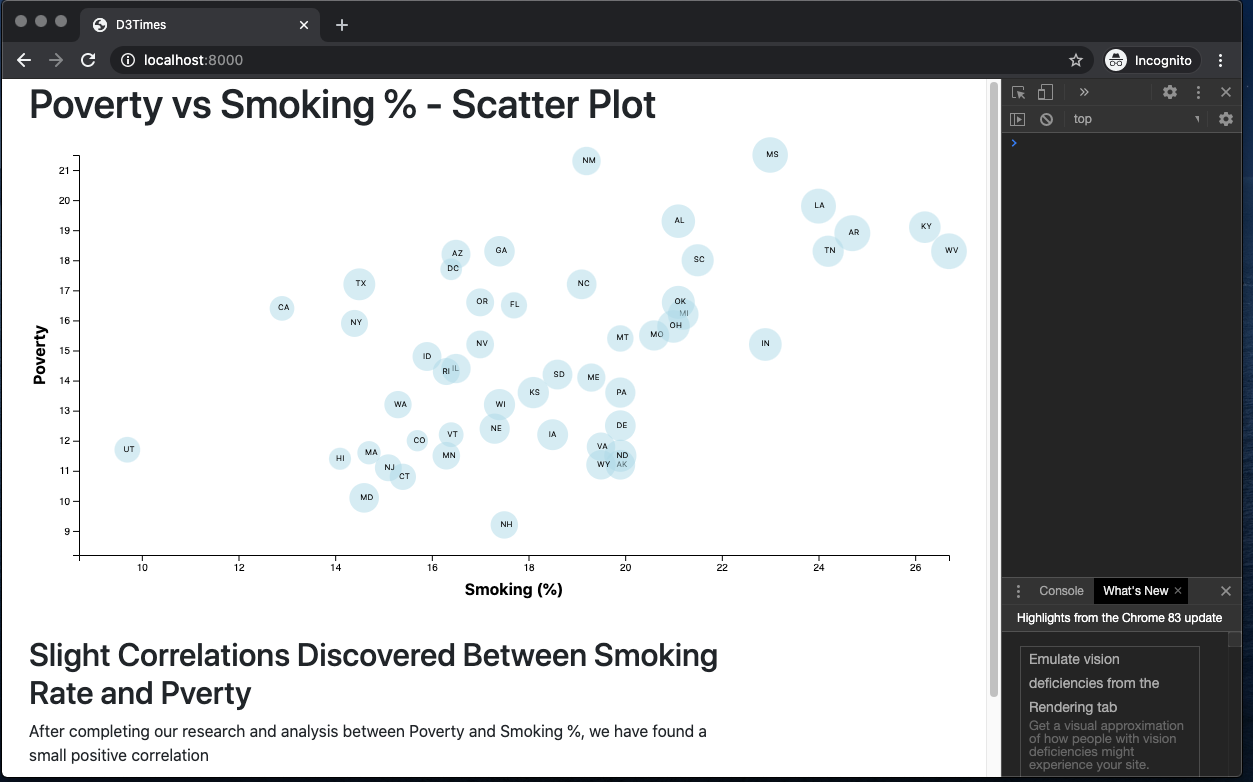 D3Times
localhost:8000
Incognito
Poverty vs Smoking % - Scatter Plot
top
21
20
19
18
17
16
15
14
13
12
11
10
9
Poverty
NM
MS
LA
AL
KY
AR
AZ
GA
TN
WV
DC
SC
TX
NC
CA
OR
FL
OK
MI
NY
OH
MO
MT
NV
IN
ID
RI
IL
SD
ME
KS
PA
WA
WI
DE
NE
CO
VT
IA
UT
VA
MA
HI
MN
ND
NJ
WY
AK
CT
MD
NH
10
12
14
16
18
20
22
24
26
Smoking (%)
Slight Correlations Discovered Between Smoking
Rate and Pverty
After completing our research and analysis between Poverty and Smoking %, we have found a
small positive correlation
Console
What's New
Highlights from the Chrome 83 update
Emulate vision
deficiencies from the
Rendering tab
Get a visual approximation
of how people with vision
deficiencies might
experience your site.